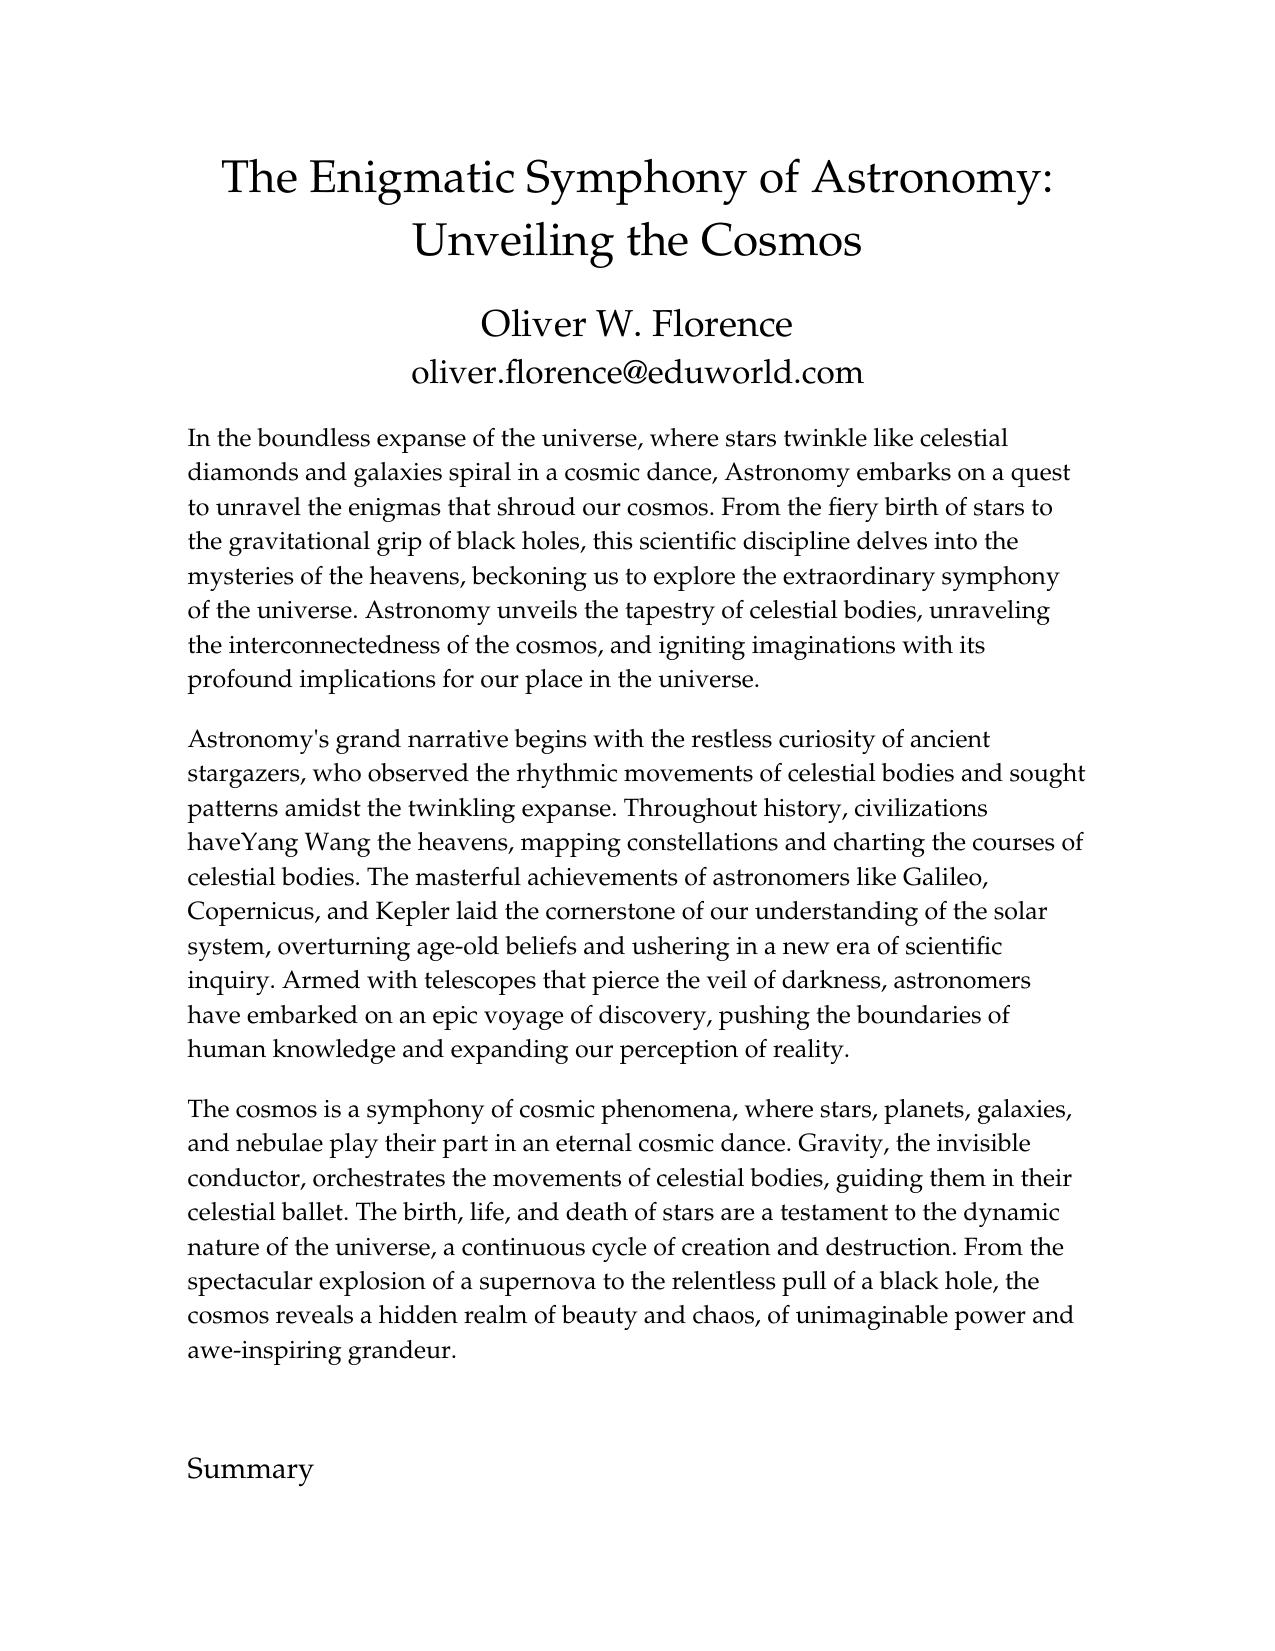 The Enigmatic Symphony of Astronomy:
Unveiling the Cosmos
Oliver W. Florence
oliver.florence@eduworld.com
In the boundless expanse of the universe, where stars twinkle like celestial
diamonds and galaxies spiral in a cosmic dance, Astronomy embarks on a quest
to unravel the enigmas that shroud our cosmos. From the fiery birth of stars to
the gravitational grip of black holes, this scientific discipline delves into the
mysteries of the heavens, beckoning us to explore the extraordinary symphony
of the universe. Astronomy unveils the tapestry of celestial bodies, unraveling
the interconnectedness of the cosmos, and igniting imaginations with its
profound implications for our place in the universe.
Astronomy's grand narrative begins with the restless curiosity of ancient
stargazers, who observed the rhythmic movements of celestial bodies and sought
patterns amidst the twinkling expanse. Throughout history, civilizations
haveYang Wang the heavens, mapping constellations and charting the courses of
celestial bodies. The masterful achievements of astronomers like Galileo,
Copernicus, and Kepler laid the cornerstone of our understanding of the solar
system, overturning age-old beliefs and ushering in a new era of scientific
inquiry. Armed with telescopes that pierce the veil of darkness, astronomers
have embarked on an epic voyage of discovery, pushing the boundaries of
human knowledge and expanding our perception of reality.
The cosmos is a symphony of cosmic phenomena, where stars, planets, galaxies,
and nebulae play their part in an eternal cosmic dance. Gravity, the invisible
conductor, orchestrates the movements of celestial bodies, guiding them in their
celestial ballet. The birth, life, and death of stars are a testament to the dynamic
nature of the universe, a continuous cycle of creation and destruction. From the
spectacular explosion of a supernova to the relentless pull of a black hole, the
cosmos reveals a hidden realm of beauty and chaos, of unimaginable power and
awe-inspiring grandeur.
Summary